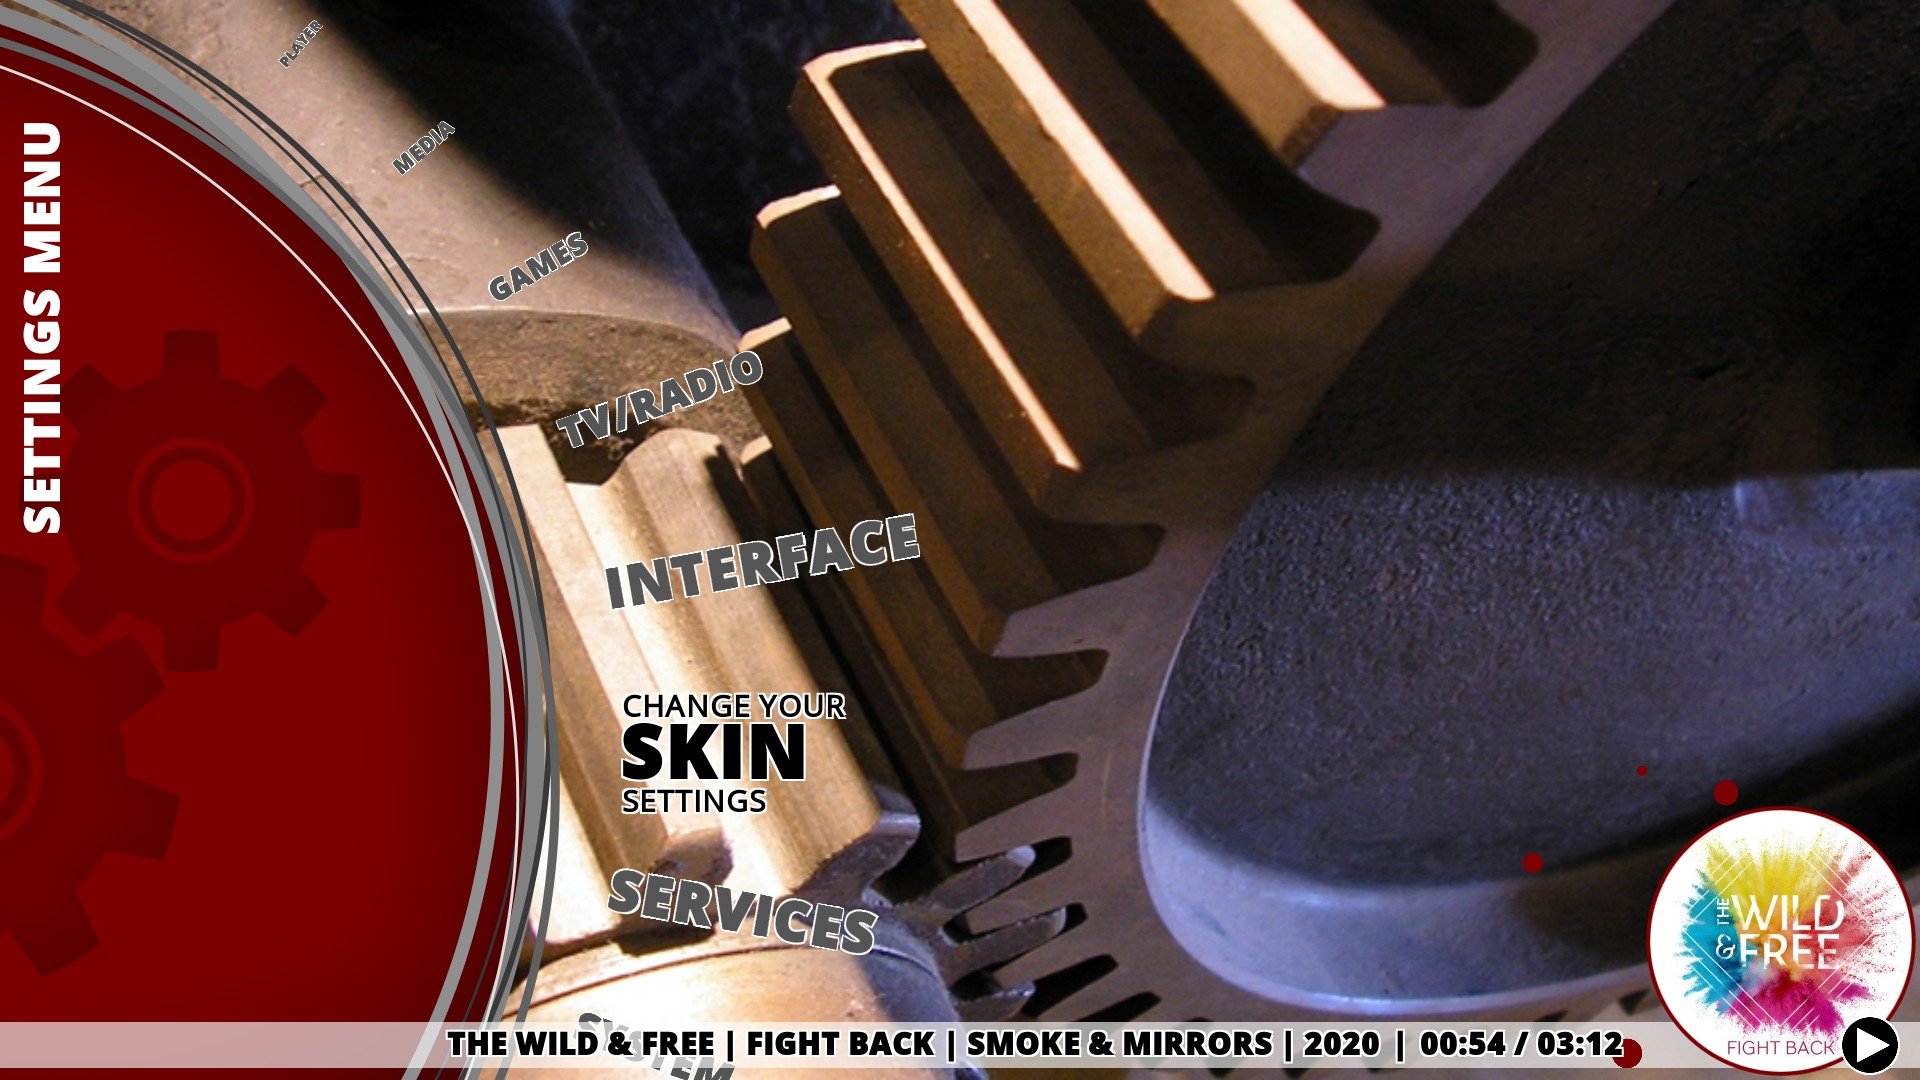 SETTINGS MENU
PLAYER
MEDIA
GAMES
TV/RADIO
INTERFACE
CHANGE YOUR
SKIN
SETTINGS
SERVICES
SYSTEM
THE WILD & FREE | FIGHT BACK | SMOKE & MIRRORS | 2020 | 00:54 / 03:12
THE WILD
& FREE
FIGHT BACK